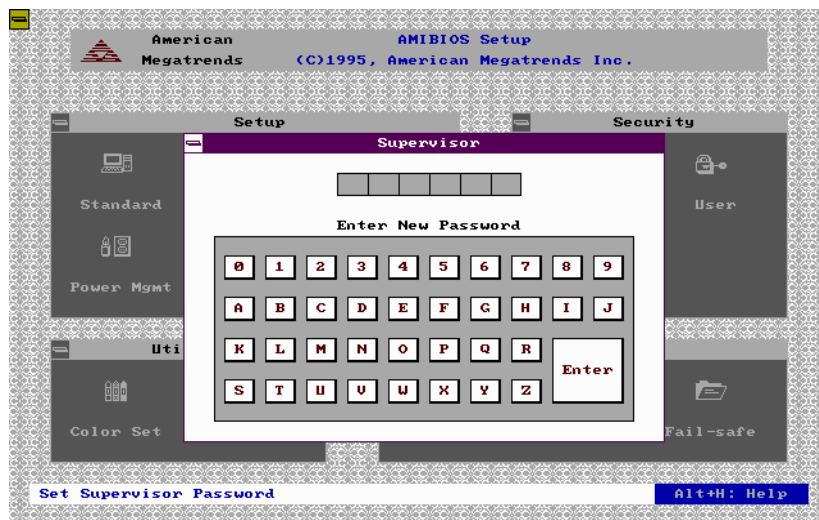 American Megatrends
AMIBIOS Setup
(C)1995, American Megatrends Inc.
Setup
Security
Supervisor
Standard
User
Enter New Password
Power Mgmt
0 1 2 3 4 5 6 7 8 9
A B C D E F G H I J
K L M N O P Q R
Enter
S T U V W X Y Z
Uti
Color Set
Fail-safe
Set Supervisor Password
Alt+H: Help